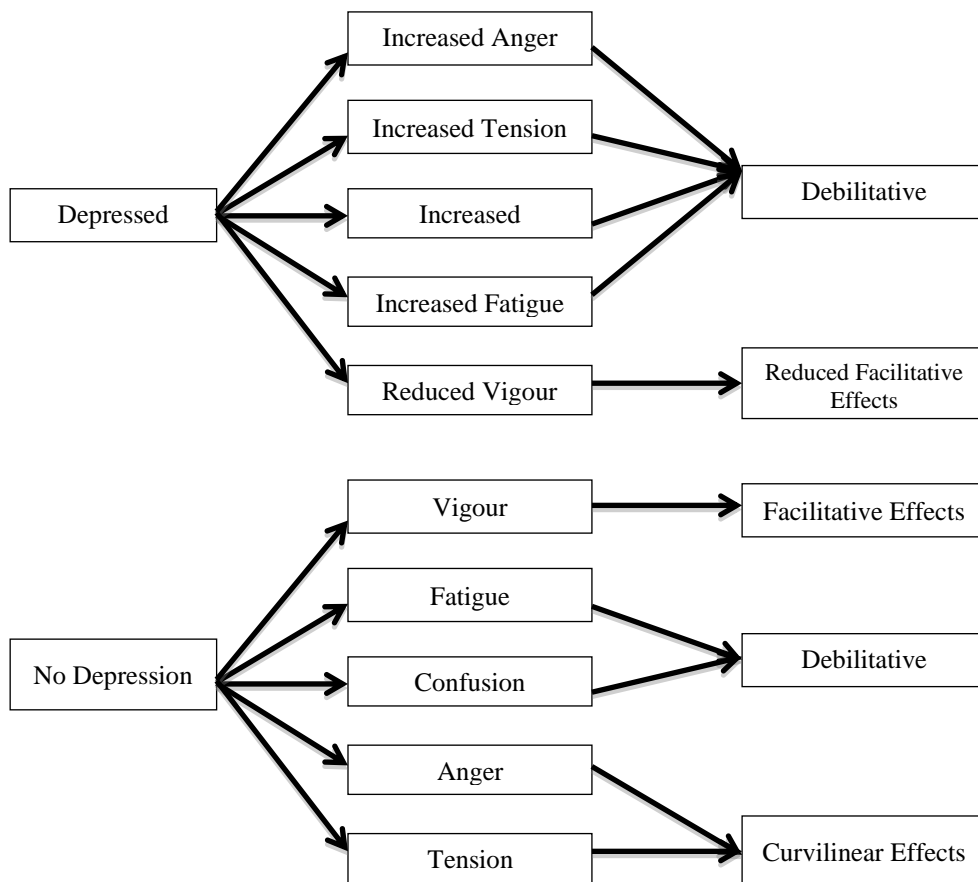 Increased Anger
Increased Tension
Depressed
Increased
Increased Fatigue
Reduced Vigour
Debilitative
Reduced Facilitative
Effects
Vigour
Fatigue
No Depression
Confusion
Anger
Tension
Facilitative Effects
Debilitative
Curvilinear Effects